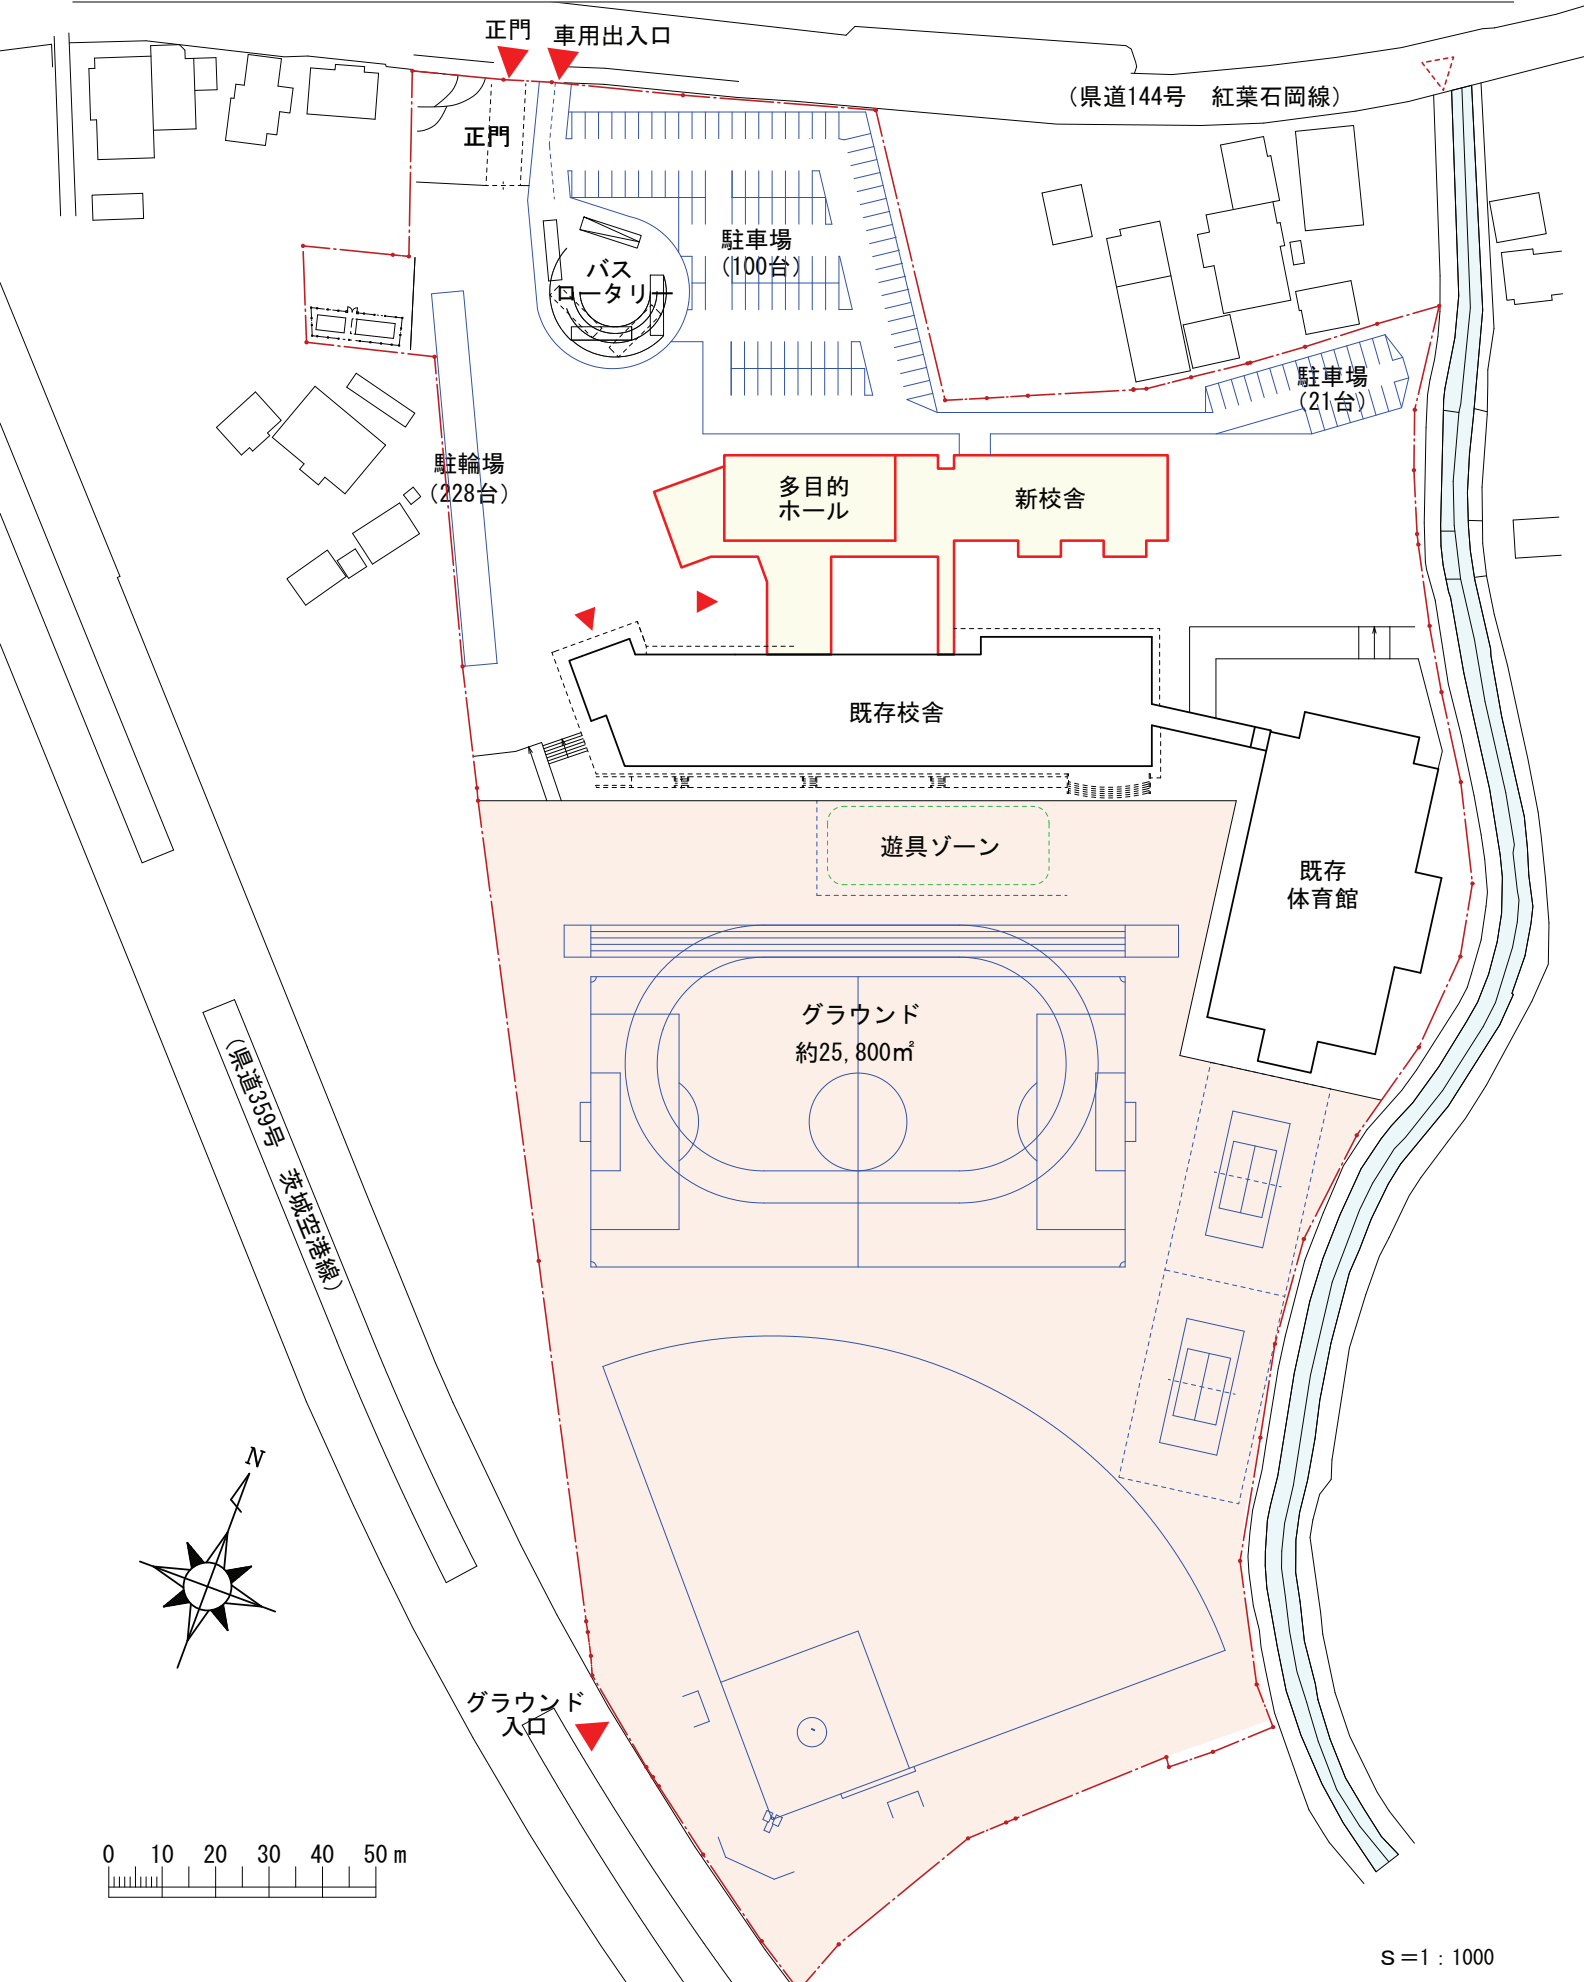 正門
車用出入口
(県道144号　紅葉石岡線)
正門
駐車場
(100台)
バス
ロータリー
駐車場
(21台)
駐輪場
(228台)
多目的
ホール
新校舎
既存校舎
遊具ゾーン
既存
体育館
グラウンド
約25,800㎡
(県道359号　茨城空港線)
N
グラウンド
入口
0 10 20 30 40 50 m
S=1:1000